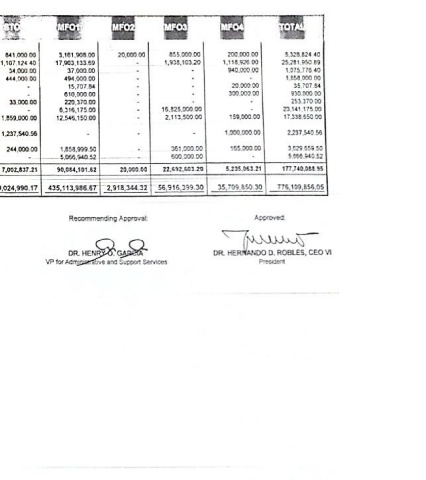 STO MFO1 MFO2 MFO3 MFO4 TOTAL
841,000.00 3,161,908.00 20,000.00 855,000.00 200,000.00 5,328,824.40
1,107,124.40 17,903,133.69 - 1,938,103.20 1,118,926.00 25,281,950.89
34,000.00 37,000.00 - - 940,000.00 1,075,776.40
444,000.00 494,000.00 - - - 1,858,000.00
- 15,707.84 - - 20,000.00 35,707.84
- 610,000.00 - - 300,000.00 930,000.00
33,000.00 220,370.00 - - - 253,370.00
- 6,316,175.00 - 16,825,000.00 - 23,141,175.00
1,859,000.00 12,546,150.00 - 2,113,500.00 159,000.00 17,338,650.00
1,237,540.56 - - - 1,000,000.00 2,237,540.56
244,000.00 1,858,999.50 - 361,000.00 165,000.00 3,529,959.50
- 5,066,940.52 - 600,000.00 - 5,666,940.52
7,002,837.21 90,084,101.62 20,000.00 22,692,603.20 5,235,063.21 177,740,088.95
9,024,990.17 435,113,986.67 2,918,344.32 56,916,399.30 35,709,850.30 776,109,856.05
Recommending Approval: Approved:
DR. HENRY G. GARCIA DR. HERNANDO D. ROBLES, CEO VI
VP for Administrative and Support Services President